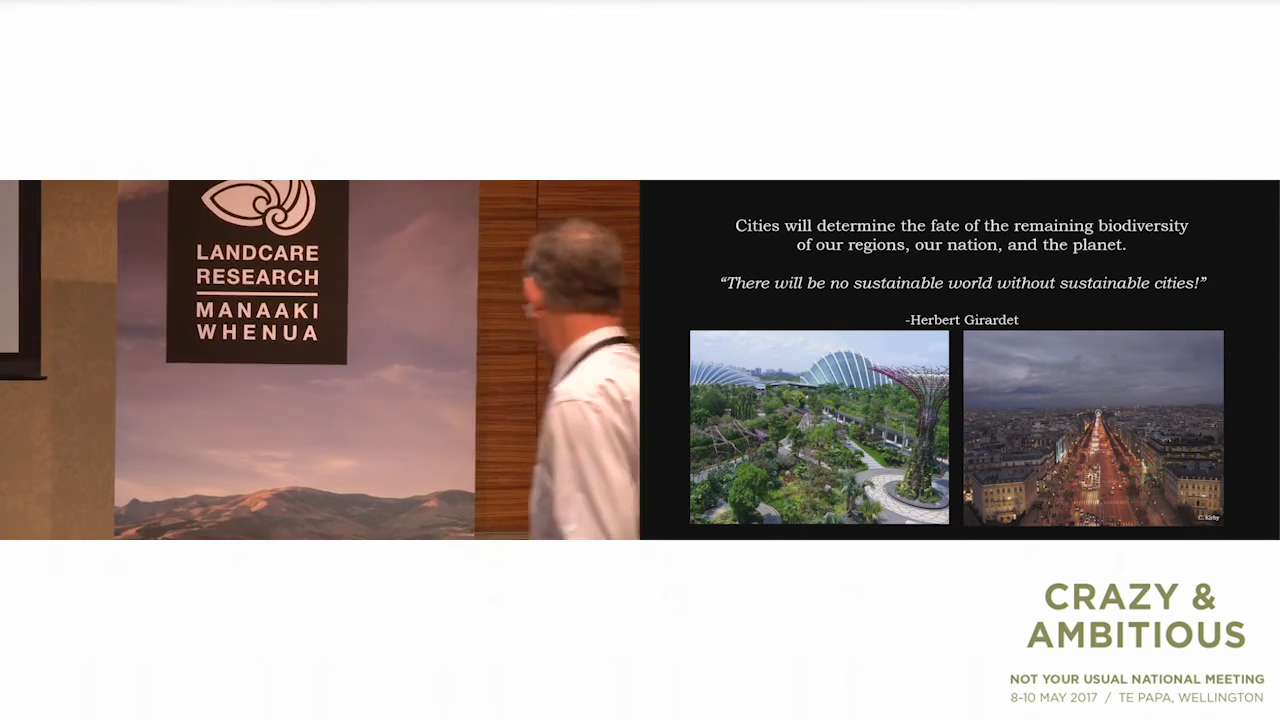 LANDCARE
RESEARCH
MANAAKI
WHENUA
Cities will determine the fate of the remaining biodiversity
of our regions, our nation, and the planet.
“There will be no sustainable world without sustainable cities!”
-Herbert Girardet
C. Kirby
CRAZY &
AMBITIOUS
NOT YOUR USUAL NATIONAL MEETING
8-10 MAY 2017 / TE PAPA, WELLINGTON